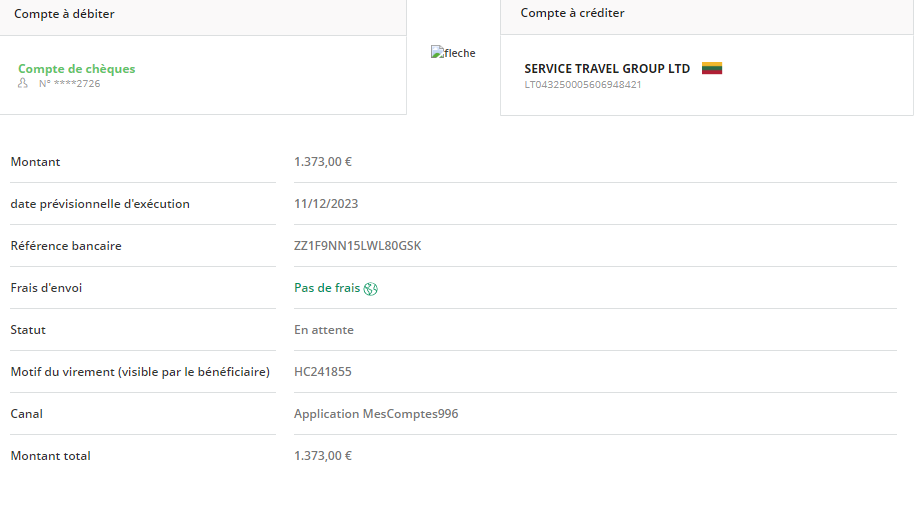 Compte à débiter
Compte à créditer
Compte de chèques
N° ****2726
fleche
SERVICE TRAVEL GROUP LTD
LT043250005606948421
Montant 1.373,00 €
date prévisionnelle d'exécution 11/12/2023
Référence bancaire ZZ1F9NN15LWL80GSK
Frais d'envoi Pas de frais
Statut En attente
Motif du virement (visible par le bénéficiaire) HC241855
Canal Application MesComptes996
Montant total 1.373,00 €